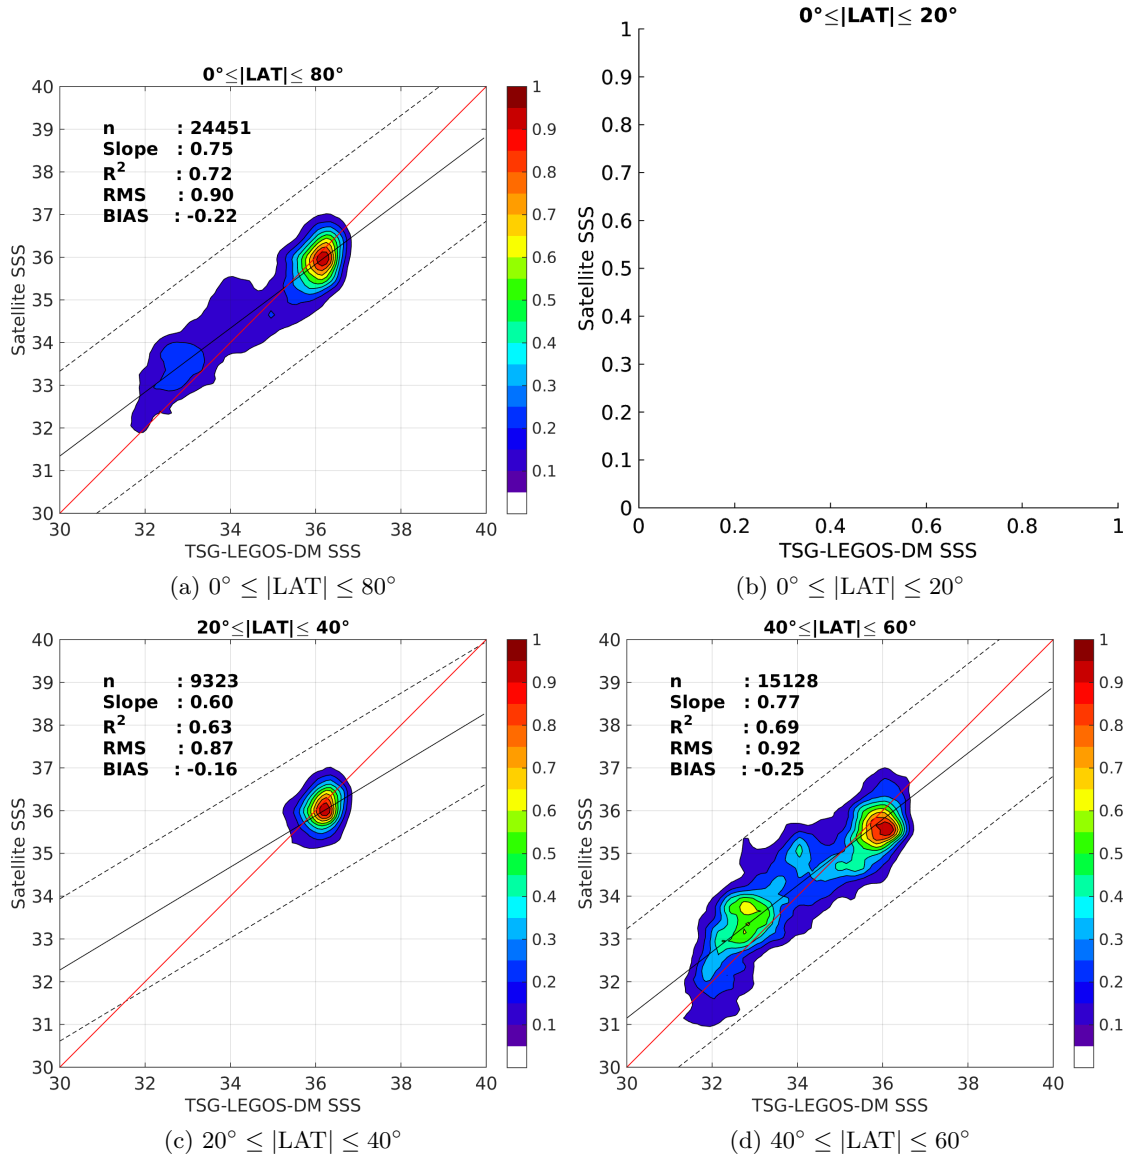 0°≤|LAT|≤ 80°
n : 24451
Slope : 0.75
R2 : 0.72
RMS : 0.90
BIAS : -0.22
40
39
38
37
36
35
34
33
32
31
30
Satellite SSS
30 32 34 36 38 40
TSG-LEGOS-DM SSS
1
0.9
0.8
0.7
0.6
0.5
0.4
0.3
0.2
0.1
(a) 0° ≤ |LAT| ≤ 80°
0°≤|LAT|≤ 20°
1
0.9
0.8
0.7
0.6
0.5
0.4
0.3
0.2
0.1
0
Satellite SSS
0 0.2 0.4 0.6 0.8 1
TSG-LEGOS-DM SSS
(b) 0° ≤ |LAT| ≤ 20°
20°≤|LAT|≤ 40°
n : 9323
Slope : 0.60
R2 : 0.63
RMS : 0.87
BIAS : -0.16
40
39
38
37
36
35
34
33
32
31
30
Satellite SSS
30 32 34 36 38 40
TSG-LEGOS-DM SSS
1
0.9
0.8
0.7
0.6
0.5
0.4
0.3
0.2
0.1
(c) 20° ≤ |LAT| ≤ 40°
40°≤|LAT|≤ 60°
n : 15128
Slope : 0.77
R2 : 0.69
RMS : 0.92
BIAS : -0.25
40
39
38
37
36
35
34
33
32
31
30
Satellite SSS
30 32 34 36 38 40
TSG-LEGOS-DM SSS
1
0.9
0.8
0.7
0.6
0.5
0.4
0.3
0.2
0.1
(d) 40° ≤ |LAT| ≤ 60°